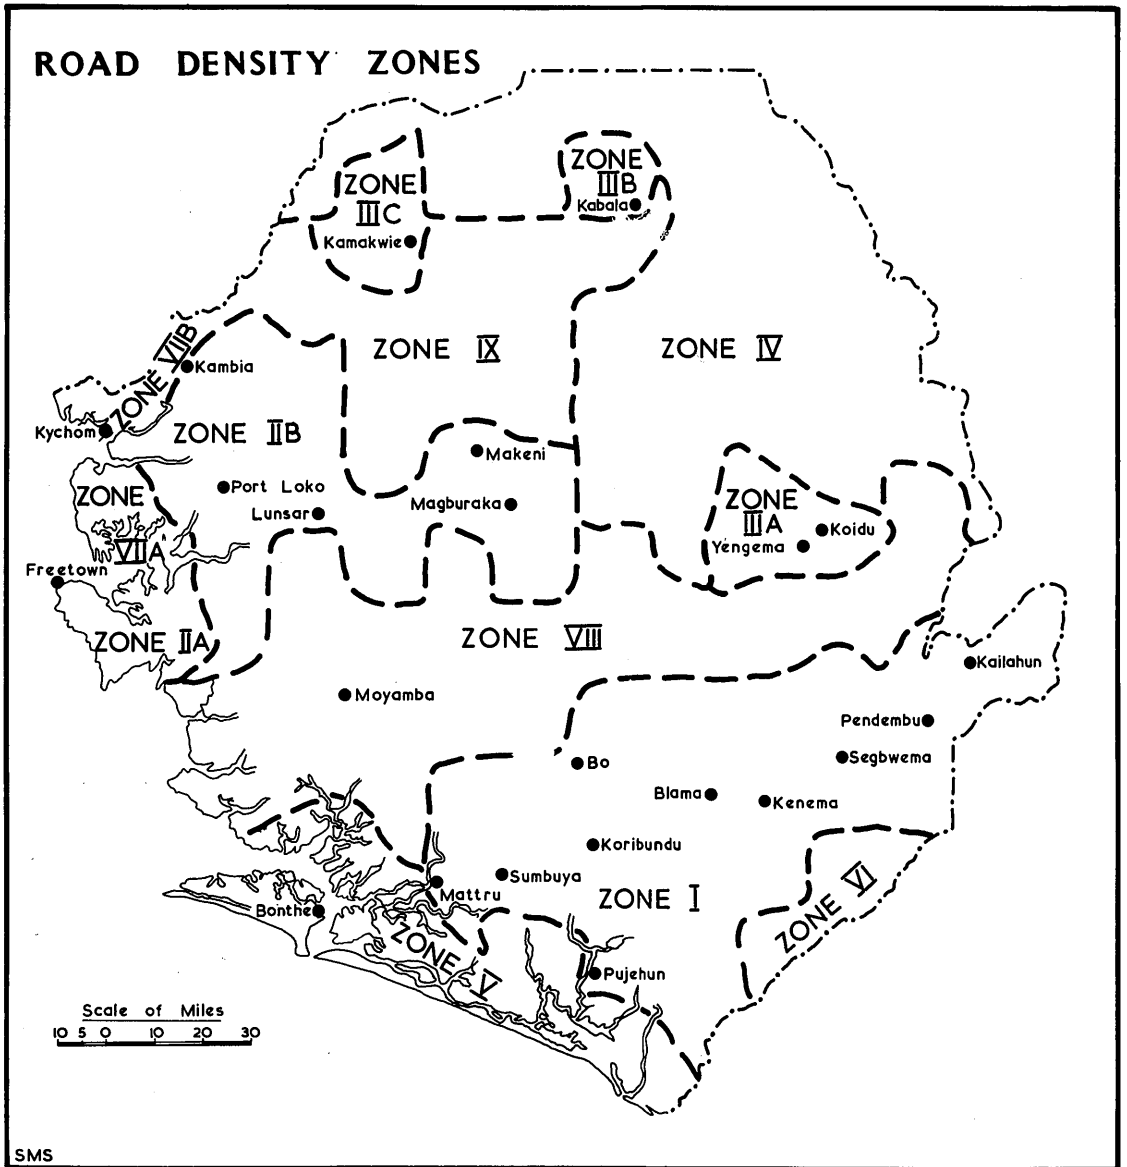 ROAD DENSITY ZONES
ZONE
IIIB
Kabala
ZONE
IIIC
Kamakwie
ZONE VIIB
Kambia
ZONE IX
ZONE IV
Kychom
ZONE IIB
Makeni
ZONE
VIIA
Port Loko
Lunsar
Magburaka
ZONE
IIIA
Koidu
Yengema
Freetown
ZONE IIA
ZONE VIII
Kailahun
Moyamba
Pendembu
Segbwema
Bo
Blama
Kenema
Koribundu
Sumbuya
Mattru
ZONE I
ZONE VI
Bonthe
ZONE V
Pujehun
Scale of Miles
10 5 0 10 20 30
SMS